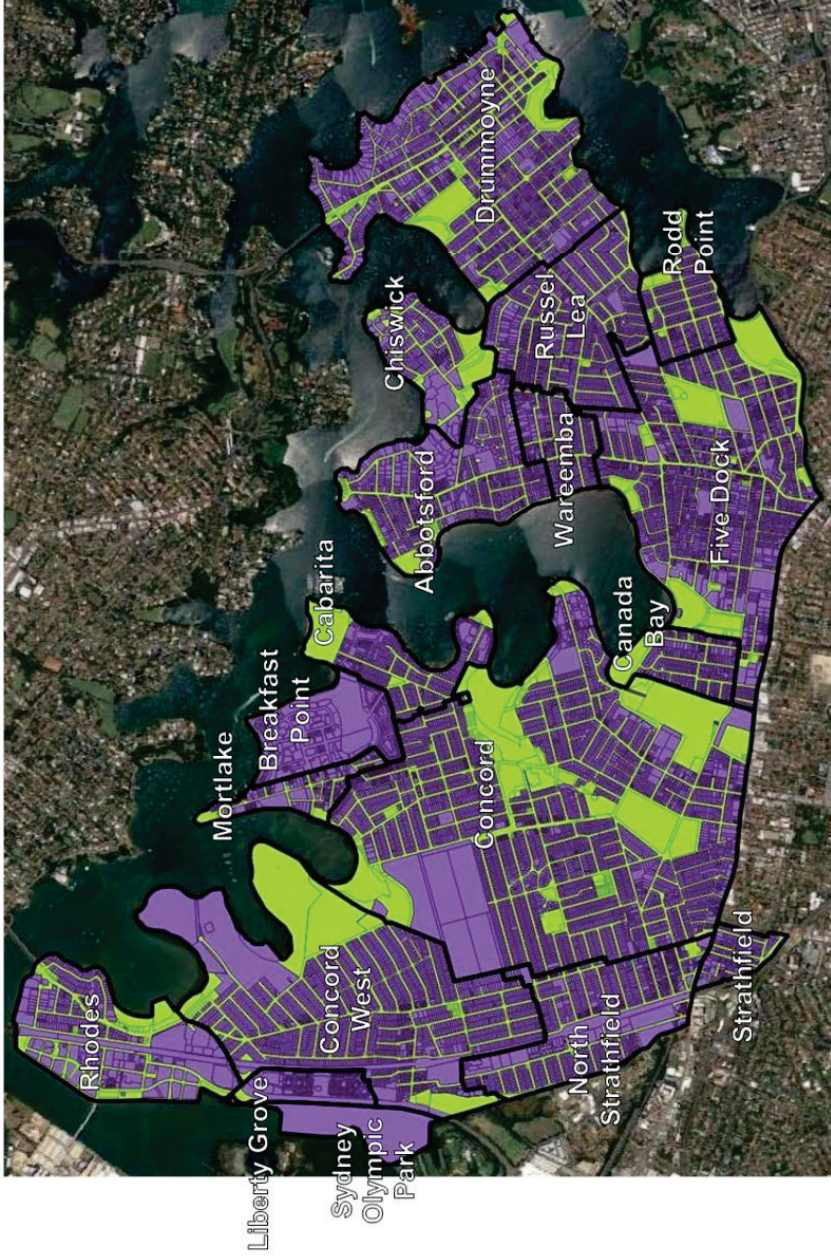 Rhodes
Liberty Grove
Sydney
Olympic
Park
Concord
West
North
Strathfield
Strathfield
Mortlake
Breakfast
Point
Cabarita
Concord
Canada
Bay
Abbotsford
Chiswick
Wareemba
Five Dock
Russel
Lea
Rodd
Point
Drummoyne